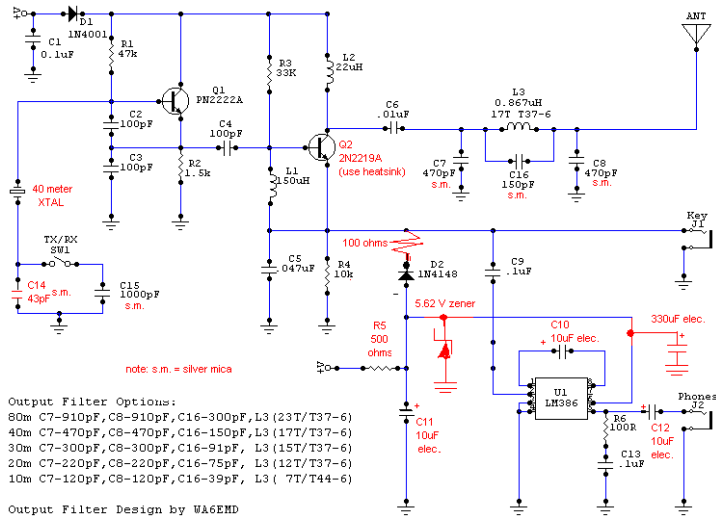 +V
D1
1N4001
C1
0.1uF
R1
47k
Q1
PN2222A
R3
33K
L2
22uH
ANT
C2
100pF
C3
100pF
C4
100pF
R2
1.5k
Q2
2N2219A
(use heatsink)
C6
.01uF
L3
0.867uH
17T T37-6
C7
470pF
s.m.
C16
150pF
s.m.
C8
470pF
s.m.
L1
150uH
40 meter
XTAL
TX/RX
SW1
C14
43pF
s.m.
C15
1000pF
s.m.
C5
.047uF
R4
10k
100 ohms
D2
1N4148
-
C9
.1uF
Key
J1
5.62 V zener
R5
500
ohms
+V
C10
10uF elec.
+
330uF elec.
+
note: s.m. = silver mica
U1
LM386
C11
10uF
elec.
+
R6
100R
C13
.1uF
+
C12
10uF
elec.
Phones
J2
Output Filter Options:
80m C7-910pF,C8-910pF,C16-300pF,L3(23T/T37-6)
40m C7-470pF,C8-470pF,C16-150pF,L3(17T/T37-6)
30m C7-300pF,C8-300pF,C16-91pF, L3(15T/T37-6)
20m C7-220pF,C8-220pF,C16-75pF, L3(12T/T37-6)
10m C7-120pF,C8-120pF,C16-39pF, L3( 7T/T44-6)
Output Filter Design by WA6EMD